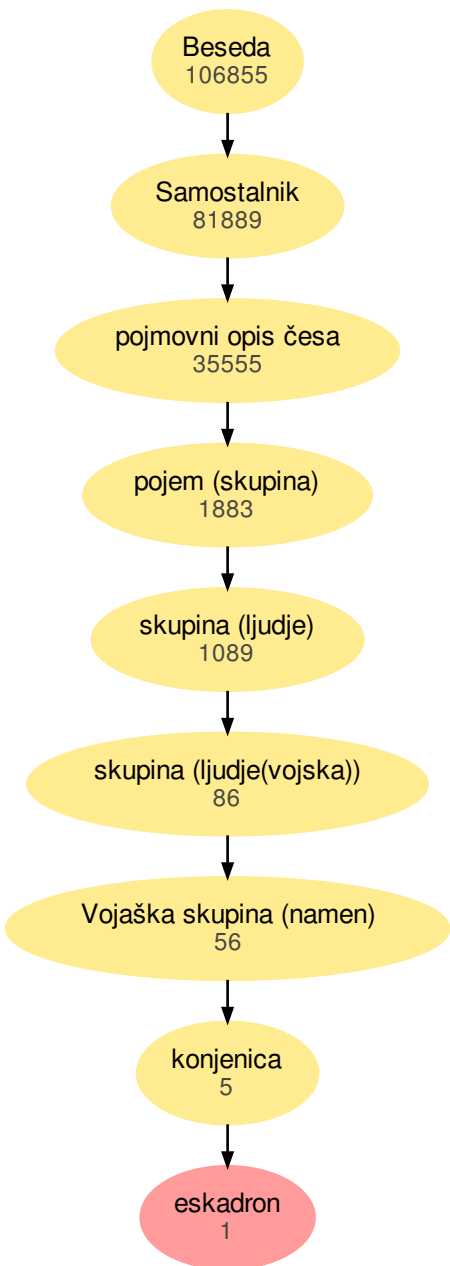 Beseda
106855
Samostalnik
81889
pojmovni opis česa
35555
pojem (skupina)
1883
skupina (ljudje)
1089
skupina (ljudje(vojska))
86
Vojaška skupina (namen)
56
konjenica
5
eskadron
1